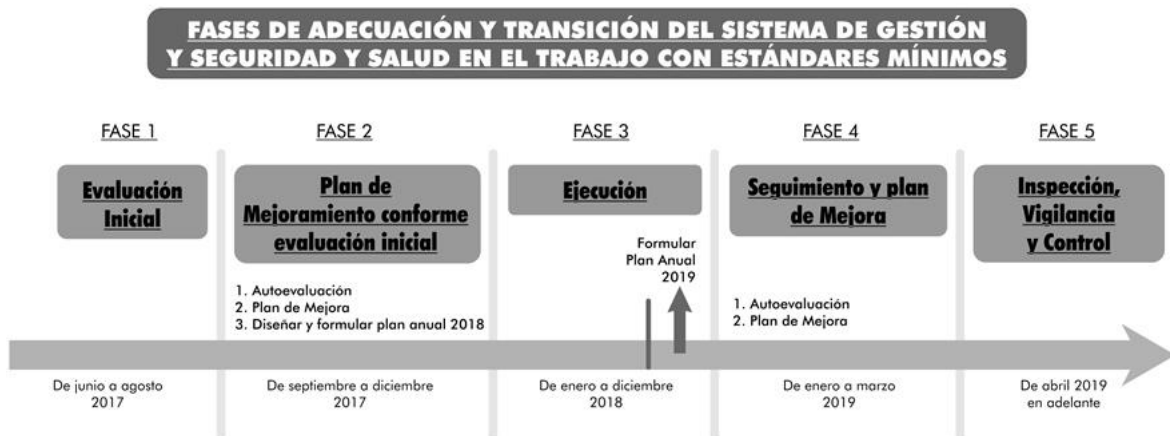 FASES DE ADECUACIÓN Y TRANSICIÓN DEL SISTEMA DE GESTIÓN
Y SEGURIDAD Y SALUD EN EL TRABAJO CON ESTÁNDARES MÍNIMOS
FASE 1
Evaluación
Inicial
De junio a agosto
2017
FASE 2
Plan de
Mejoramiento conforme
evaluación inicial
1. Autoevaluación
2. Plan de Mejora
3. Diseñar y formular plan anual 2018
De septiembre a diciembre
2017
FASE 3
Ejecución
Formular
Plan Anual
2019
De enero a diciembre
2018
FASE 4
Seguimiento y plan
de Mejora
1. Autoevaluación
2. Plan de Mejora
De enero a marzo
2019
FASE 5
Inspección,
Vigilancia
y Control
De abril 2019
en adelante